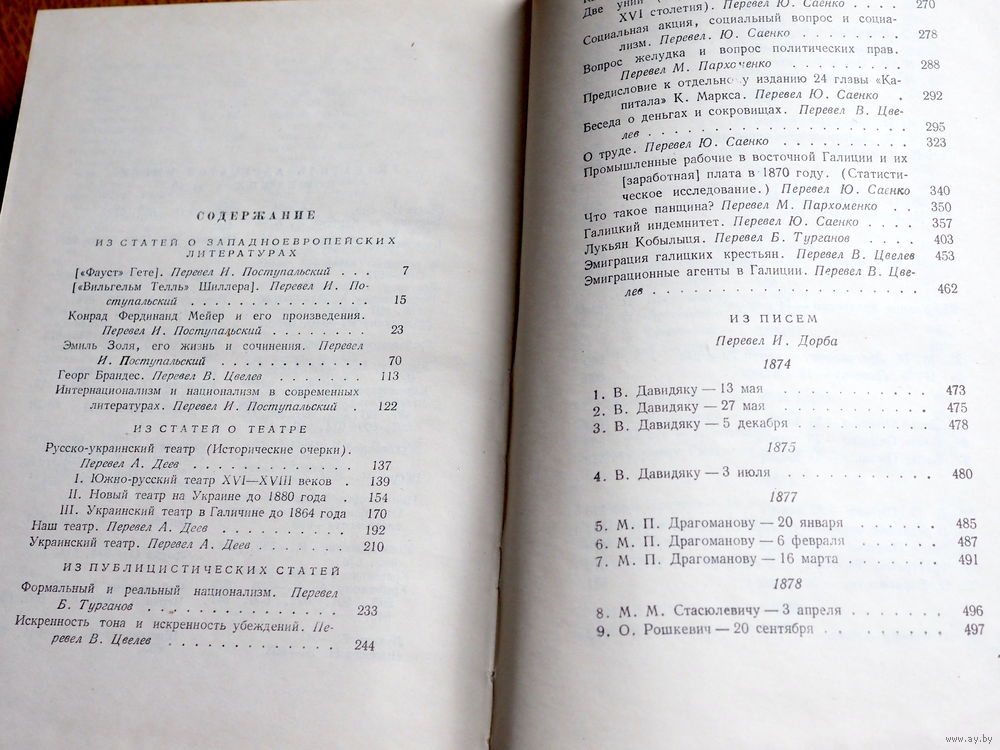 СОДЕРЖАНИЕ
ИЗ СТАТЕЙ О ЗАПАДНОЕВРОПЕЙСКИХ
ЛИТЕРАТУРАХ
[«Фауст» Гете]. Перевел И. Поступальский . . . 7
[«Вильгельм Телль» Шиллера]. Перевел И. По-
ступальский . . . . . . . . . . . . . . . 15
Конрад Фердинанд Мейер и его произведения.
Перевел И. Поступальский . . . . . . . . 23
Эмиль Золя, его жизнь и сочинения. Перевел
И. Поступальский . . . . . . . . . . . . 70
Георг Брандес. Перевел В. Цвелев . . . . . . . 113
Интернационализм и национализм в современных
литературах. Перевел И. Поступальский . 122
ИЗ СТАТЕЙ О ТЕАТРЕ
Русско-украинский театр (Исторические очерки).
Перевел А. Деев . . . . . . . . . . . . . 137
I. Южно-русский театр XVI—XVIII веков . 139
II. Новый театр на Украине до 1880 года . 154
III. Украинский театр в Галичине до 1864 года 170
Наш театр. Перевел А. Деев . . . . . . . . . . . 192
Украинский театр. Перевел А. Деев . . . . . . . 210
ИЗ ПУБЛИЦИСТИЧЕСКИХ СТАТЕЙ
Формальный и реальный национализм. Перевел
Б. Турганов . . . . . . . . . . . . . . . 233
Искренность тона и искренность убеждений. Пе-
ревел В. Цвелев . . . . . . . . . . . . . 244
Две унии
XVI столетия). Перевел Ю. Саенко . . . . 270
Социальная акция, социальный вопрос и социа-
лизм. Перевел Ю. Саенко . . . . . . . . 278
Вопрос желудка и вопрос политических прав.
Перевел М. Пархоменко . . . . . . . . . 288
Предисловие к отдельному изданию 24 главы «Ка-
питала» К. Маркса. Перевел Ю. Саенко . 292
Беседа о деньгах и сокровищах. Перевел В. Цве-
лев . . . . . . . . . . . . . . . . . . . 295
О труде. Перевел Ю. Саенко . . . . . . . . . . 323
Промышленные рабочие в восточной Галиции и их
[заработная] плата в 1870 году. (Статисти-
ческое исследование.) Перевел Ю. Саенко 340
Что такое панщина? Перевел М. Пархоменко . . 350
Галицкий индемнитет. Перевел Ю. Саенко . . . . 357
Лукьян Кобылыця. Перевел Б. Турганов . . . . 403
Эмиграция галицких крестьян. Перевел В. Цвелев 453
Эмиграционные агенты в Галиции. Перевел В. Цве-
лев . . . . . . . . . . . . . . . . . . . 462
ИЗ ПИСЕМ
Перевел И. Дорба
1874
1. В. Давидяку — 13 мая . . . . . . . . . . . 473
2. В. Давидяку — 27 мая . . . . . . . . . . . 475
3. В. Давидяку — 5 декабря . . . . . . . . . 478
1875
4. В. Давидяку — 3 июля . . . . . . . . . . 480
1877
5. М. П. Драгоманову — 20 января . . . . . . 485
6. М. П. Драгоманову — 6 февраля . . . . . . 487
7. М. П. Драгоманову — 16 марта . . . . . . . 491
1878
8. М. М. Стасюлевичу — 3 апреля . . . . . . . 496
9. О. Рошкевич — 20 сентября . . . . . . . . 497
www.ay.by